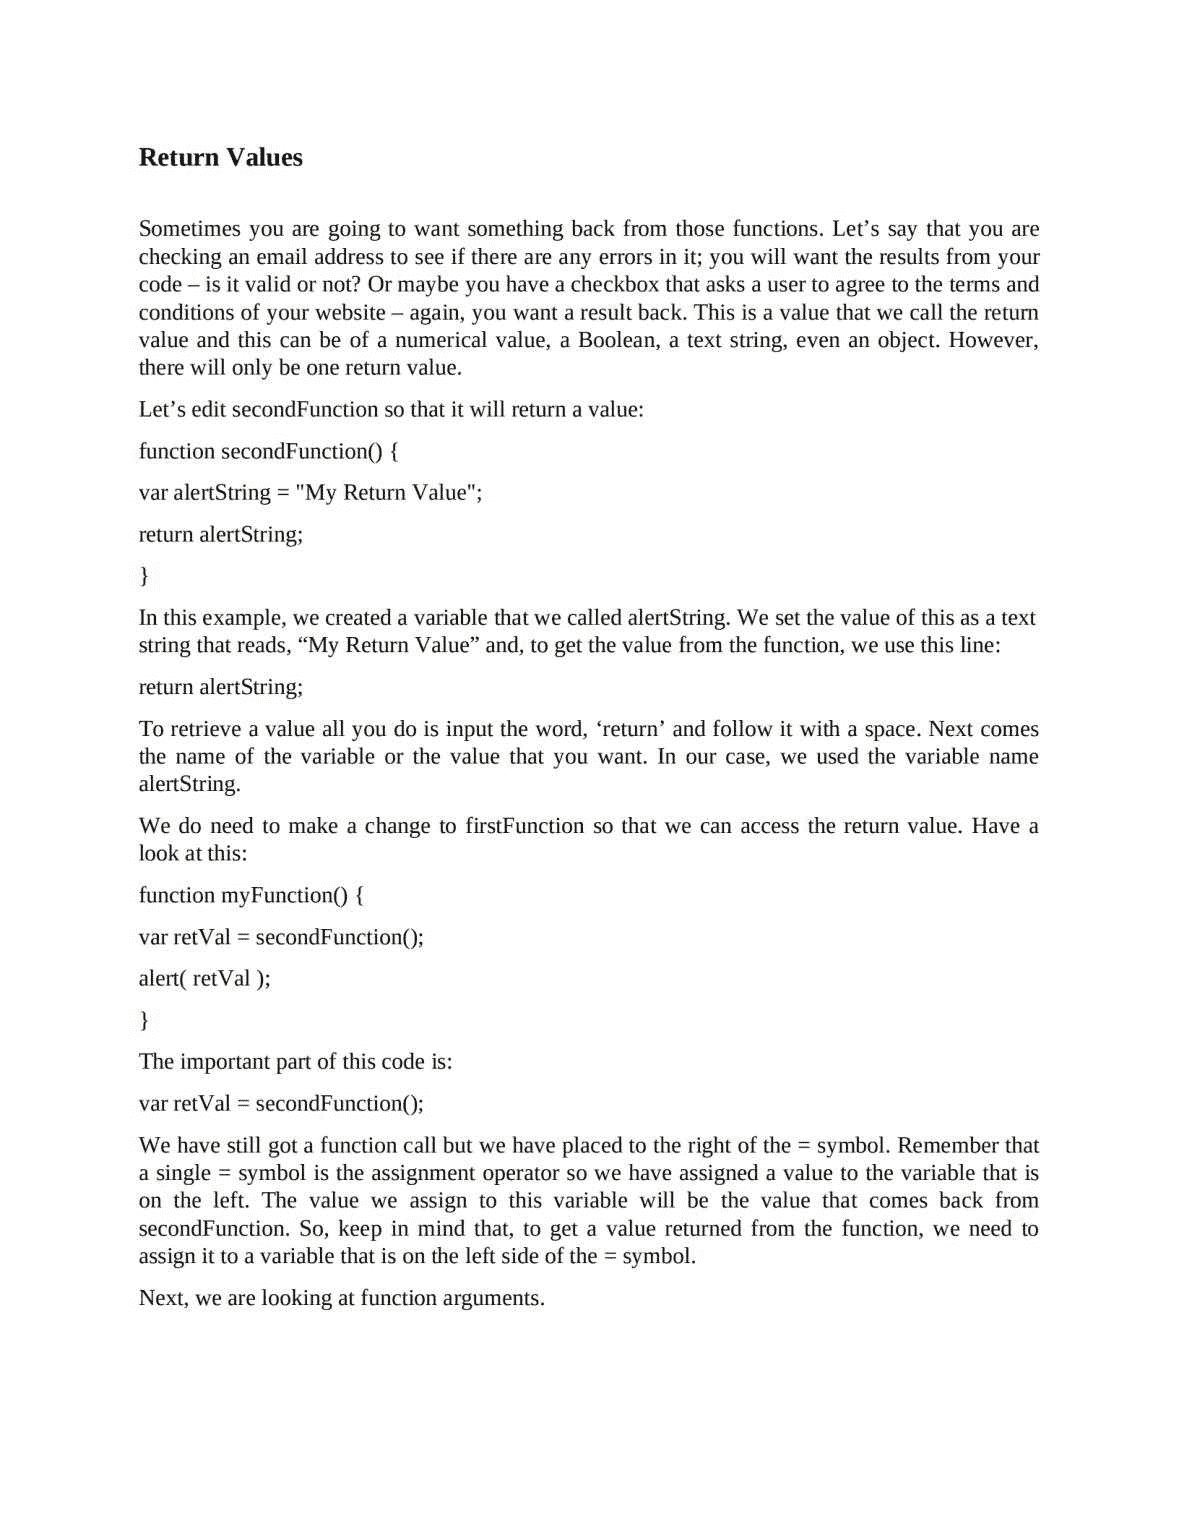 Return Values
Sometimes you are going to want something back from those functions. Let’s say that you are
checking an email address to see if there are any errors in it; you will want the results from your
code – is it valid or not? Or maybe you have a checkbox that asks a user to agree to the terms and
conditions of your website – again, you want a result back. This is a value that we call the return
value and this can be of a numerical value, a Boolean, a text string, even an object. However,
there will only be one return value.
Let’s edit secondFunction so that it will return a value:
function secondFunction() {
var alertString = "My Return Value";
return alertString;
}
In this example, we created a variable that we called alertString. We set the value of this as a text
string that reads, “My Return Value” and, to get the value from the function, we use this line:
return alertString;
To retrieve a value all you do is input the word, ‘return’ and follow it with a space. Next comes
the name of the variable or the value that you want. In our case, we used the variable name
alertString.
We do need to make a change to firstFunction so that we can access the return value. Have a
look at this:
function myFunction() {
var retVal = secondFunction();
alert( retVal );
}
The important part of this code is:
var retVal = secondFunction();
We have still got a function call but we have placed to the right of the = symbol. Remember that
a single = symbol is the assignment operator so we have assigned a value to the variable that is
on the left. The value we assign to this variable will be the value that comes back from
secondFunction. So, keep in mind that, to get a value returned from the function, we need to
assign it to a variable that is on the left side of the = symbol.
Next, we are looking at function arguments.